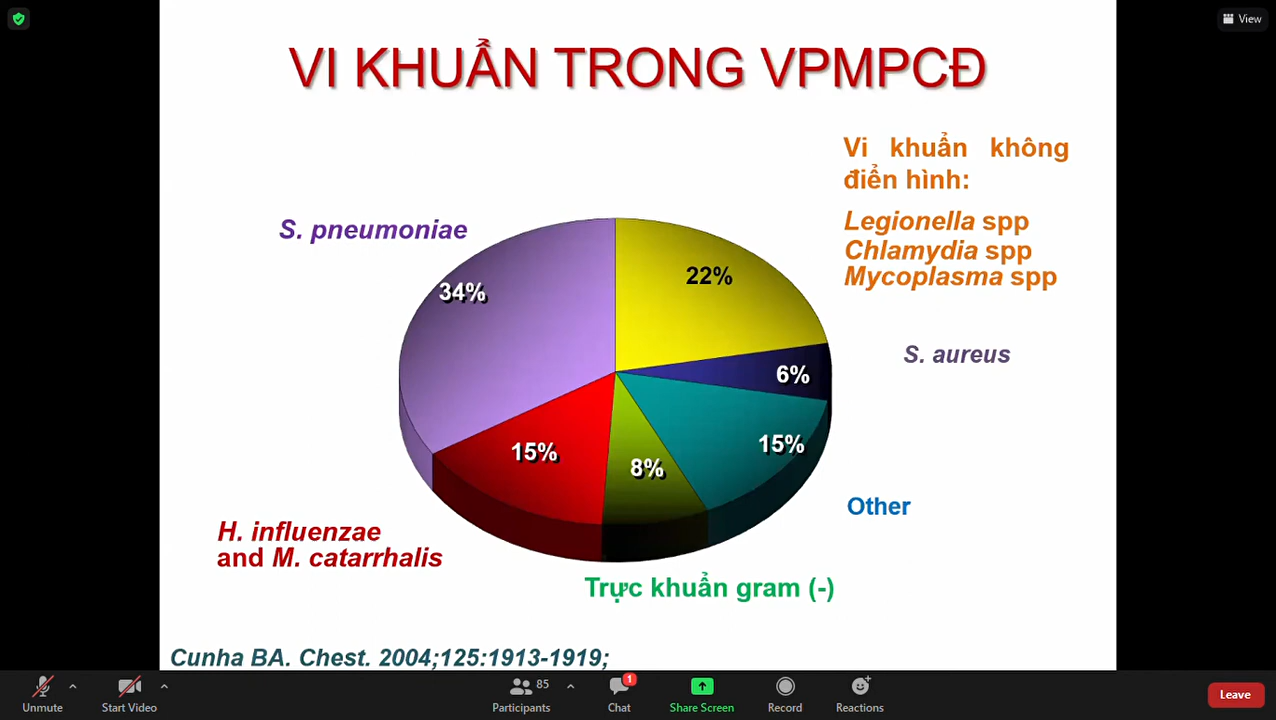 View
VI KHUẨN TRONG VPMPCĐ
Vi khuẩn không
điển hình:
Legionella spp
Chlamydia spp
Mycoplasma spp
S. pneumoniae
34%
22%
S. aureus
6%
15%
15%
8%
Other
H. influenzae
and M. catarrhalis
Trực khuẩn gram (-)
Cunha BA. Chest. 2004;125:1913-1919;
Unmute
Start Video
85
Participants
1
Chat
Share Screen
Record
Reactions
Leave